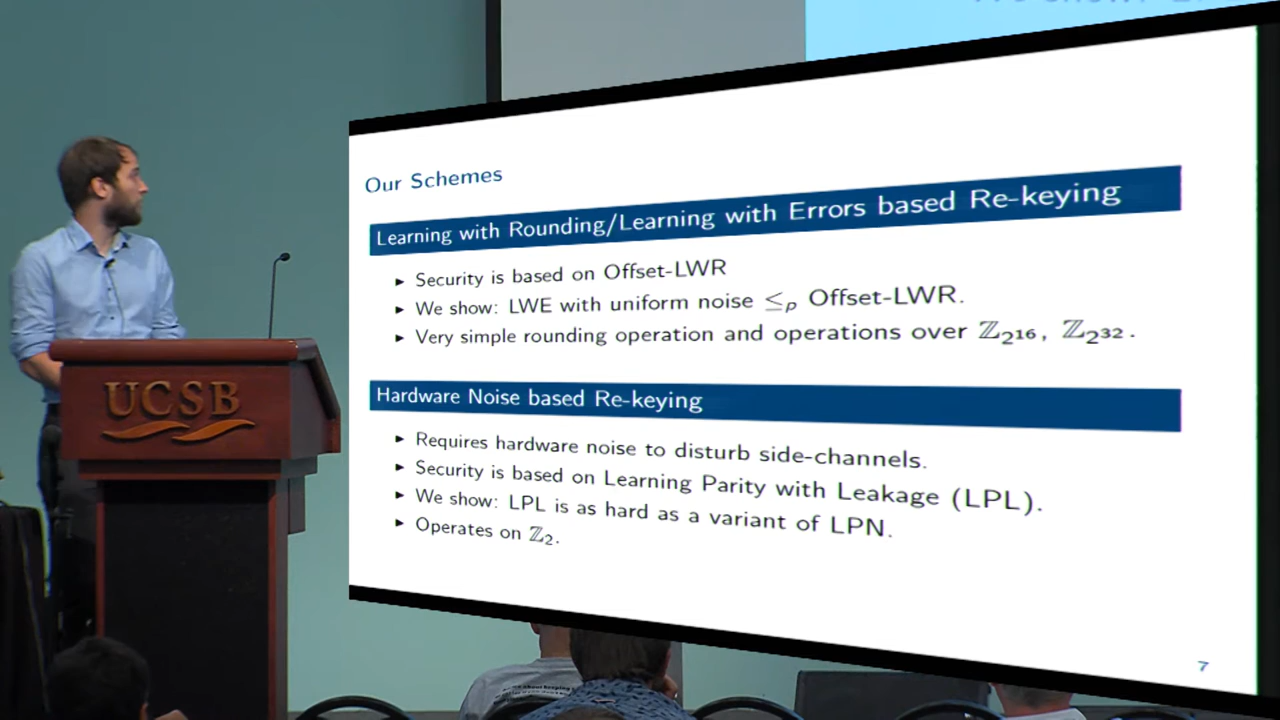 Our Schemes
Learning with Rounding/Learning with Errors based Re-keying
▸ Security is based on Offset-LWR
▸ We show: LWE with uniform noise ≤ₚ Offset-LWR.
▸ Very simple rounding operation and operations over ℤ₂16, ℤ₂32.
Hardware Noise based Re-keying
▸ Requires hardware noise to disturb side-channels.
▸ Security is based on Learning Parity with Leakage (LPL).
▸ We show: LPL is as hard as a variant of LPN.
▸ Operates on ℤ₂.
7
UCSB